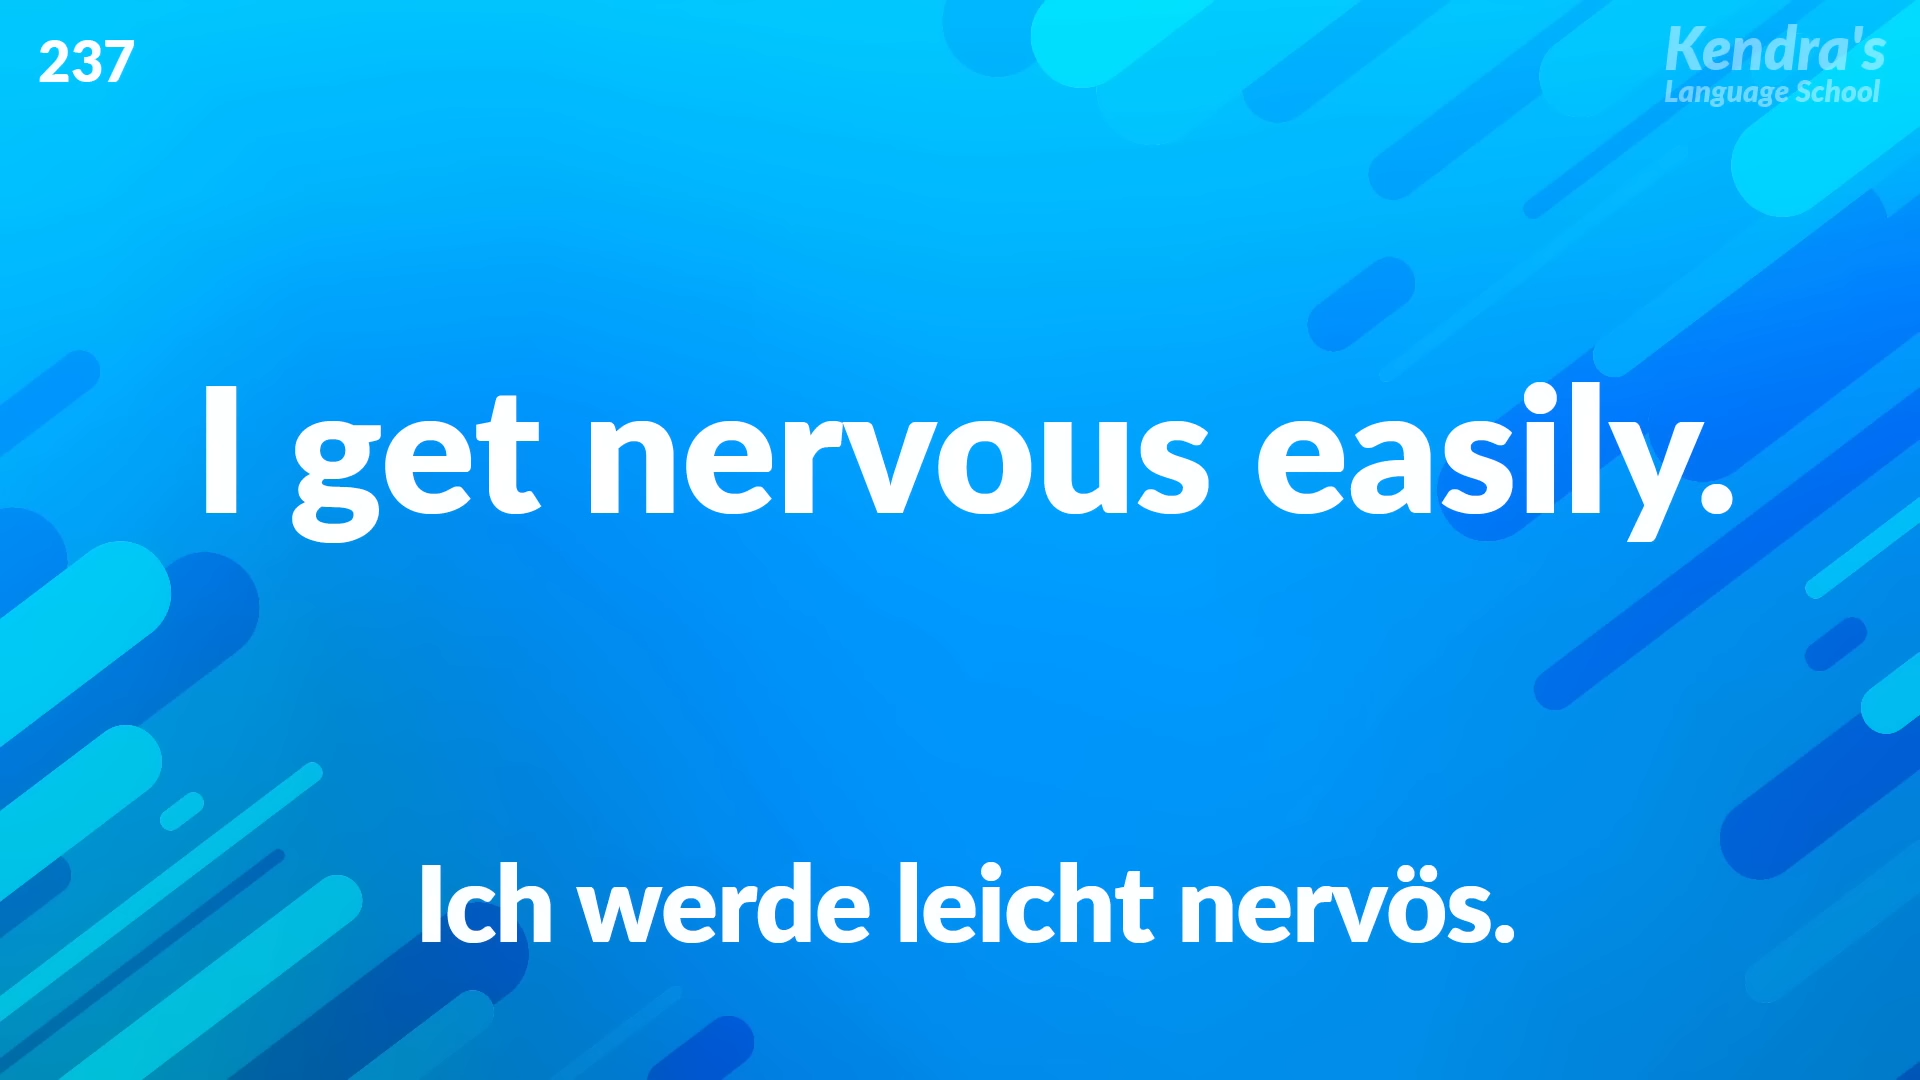 237
Kendra's
Language School
I get nervous easily.
Ich werde leicht nervös.